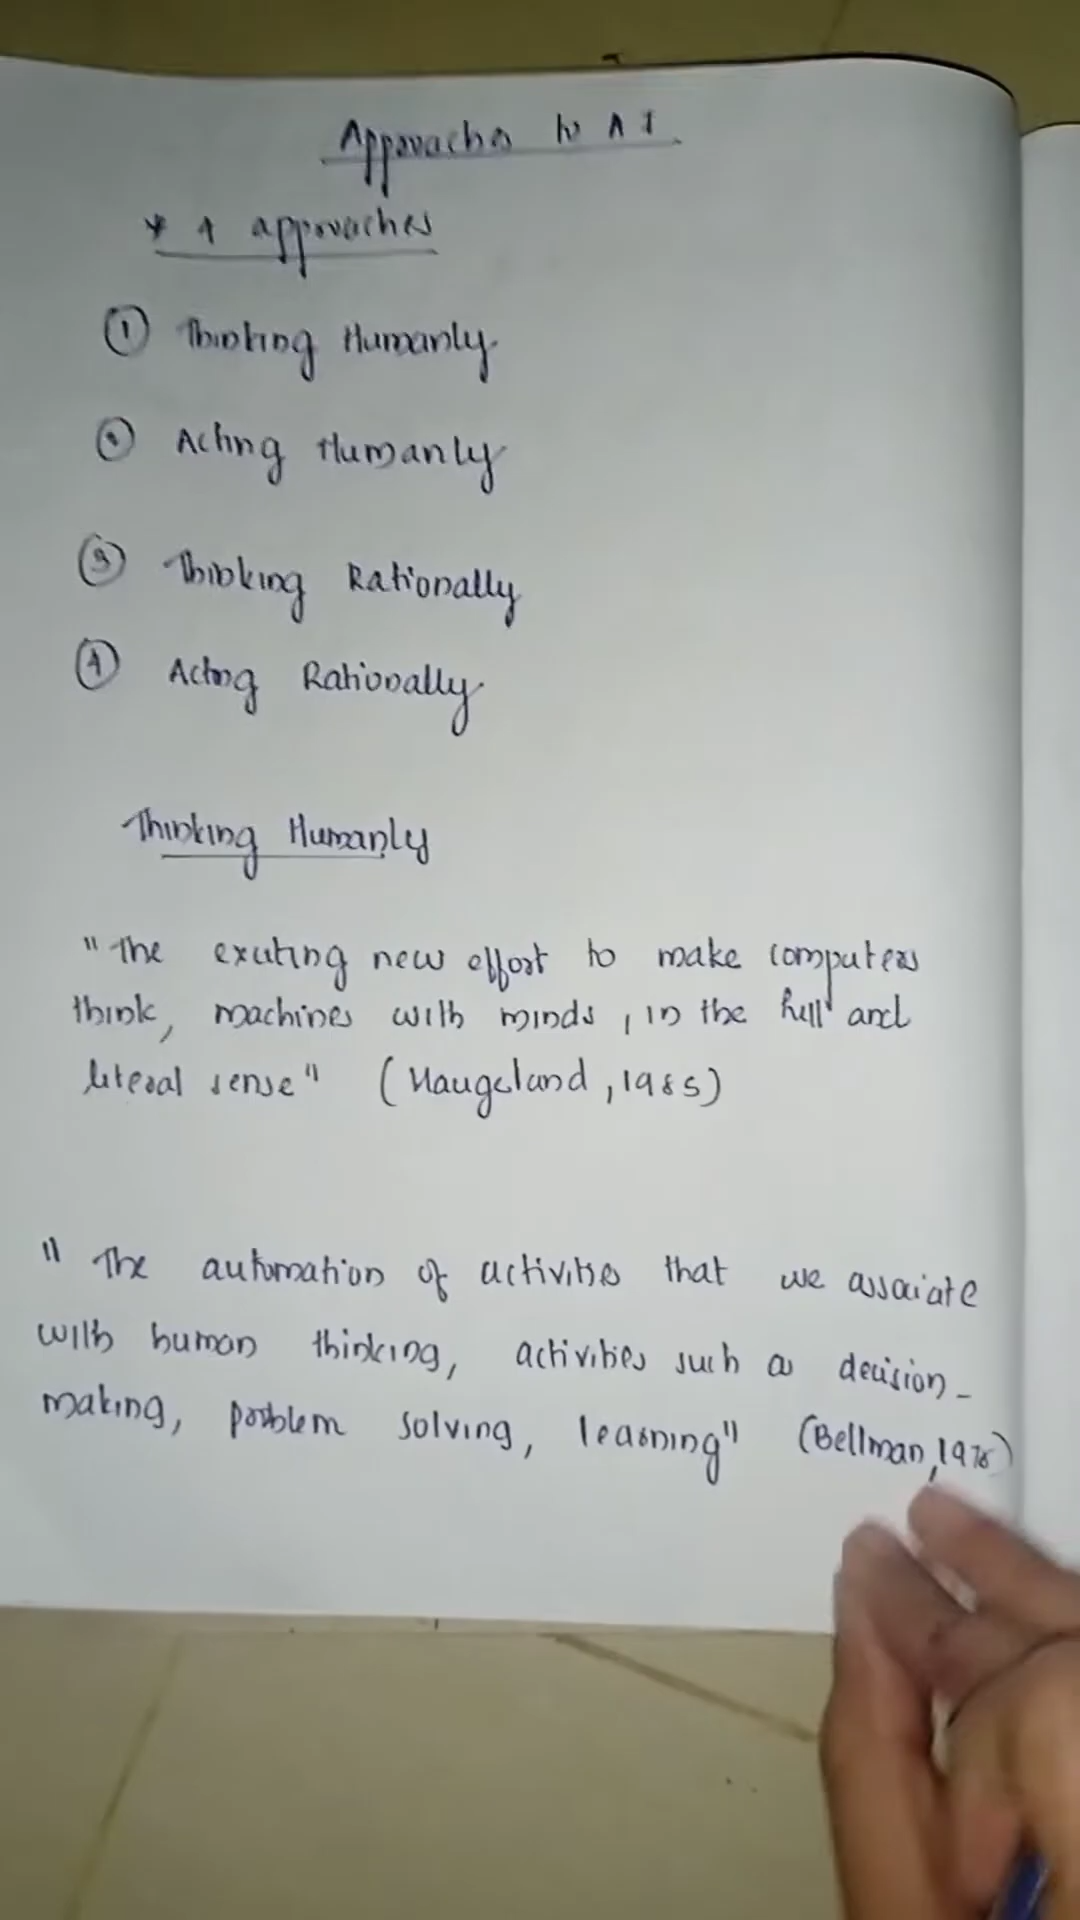 Approaches to AI
* 4 approaches
① Thinking Humanly
② Acting Humanly
③ Thinking Rationally
④ Acting Rationally
Thinking Humanly
"The exciting new effort to make computers
think, machines with minds, in the full and
literal sense" (Haugeland, 1985)
"The automation of activities that we associate
with human thinking, activities such as decision-
making, problem solving, learning" (Bellman, 1978)